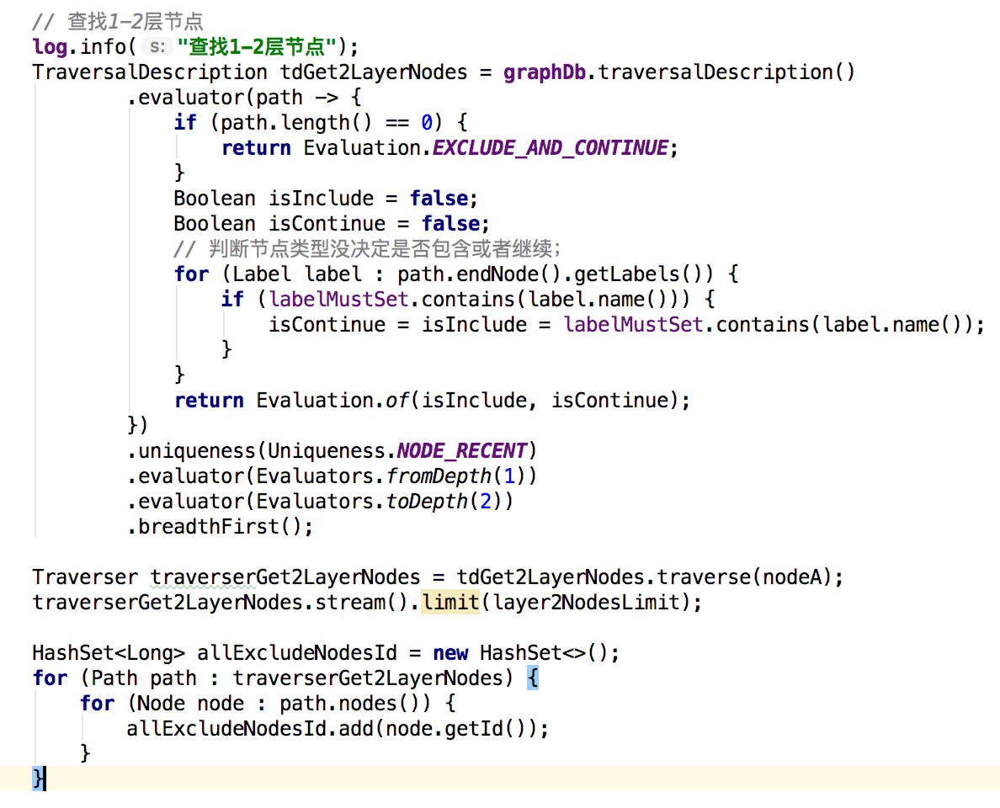 // 查找1-2层节点
log.info( s: "查找1-2层节点");
TraversalDescription tdGet2LayerNodes = graphDb.traversalDescription()
.evaluator(path -> {
if (path.length() == 0) {
return Evaluation.EXCLUDE_AND_CONTINUE;
}
Boolean isInclude = false;
Boolean isContinue = false;
// 判断节点类型没决定是否包含或者继续；
for (Label label : path.endNode().getLabels()) {
if (labelMustSet.contains(label.name())) {
isContinue = isInclude = labelMustSet.contains(label.name());
}
}
return Evaluation.of(isInclude, isContinue);
})
.uniqueness(Uniqueness.NODE_RECENT)
.evaluator(Evaluators.fromDepth(1))
.evaluator(Evaluators.toDepth(2))
.breadthFirst();
Traverser traverserGet2LayerNodes = tdGet2LayerNodes.traverse(nodeA);
traverserGet2LayerNodes.stream().limit(layer2NodesLimit);
HashSet<Long> allExcludeNodesId = new HashSet<>();
for (Path path : traverserGet2LayerNodes) {
for (Node node : path.nodes()) {
allExcludeNodesId.add(node.getId());
}
}